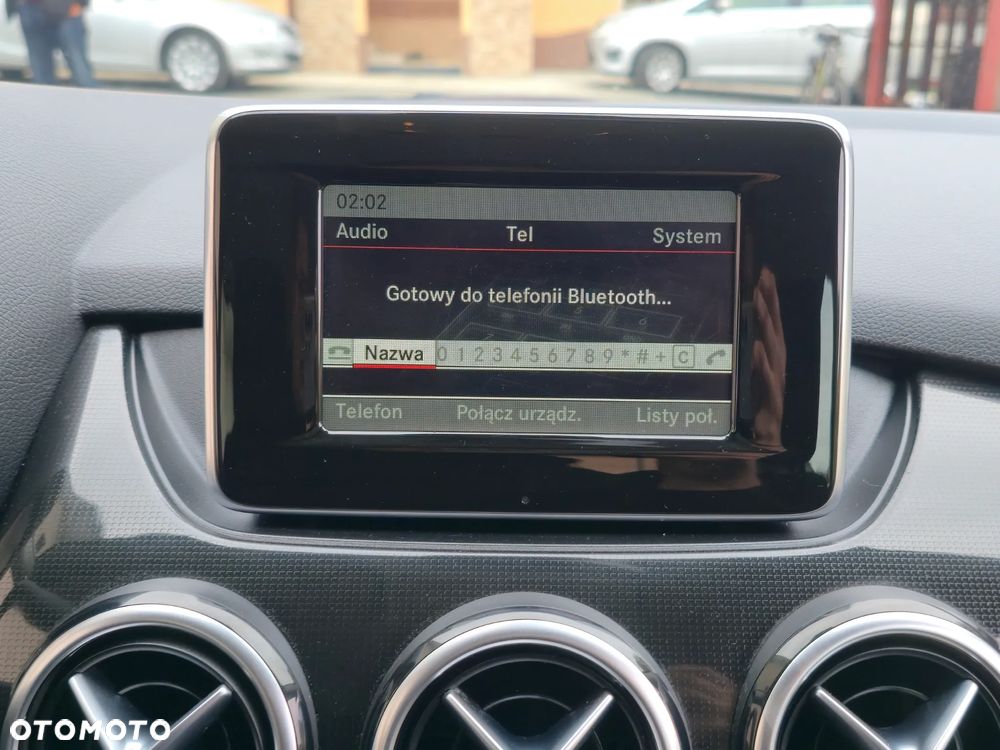 02:02
Audio Tel System
Gotowy do telefonii Bluetooth...
Nazwa 0 1 2 3 4 5 6 7 8 9 * # + C
Telefon Połącz urządz. Listy poł.
OTOMOTO